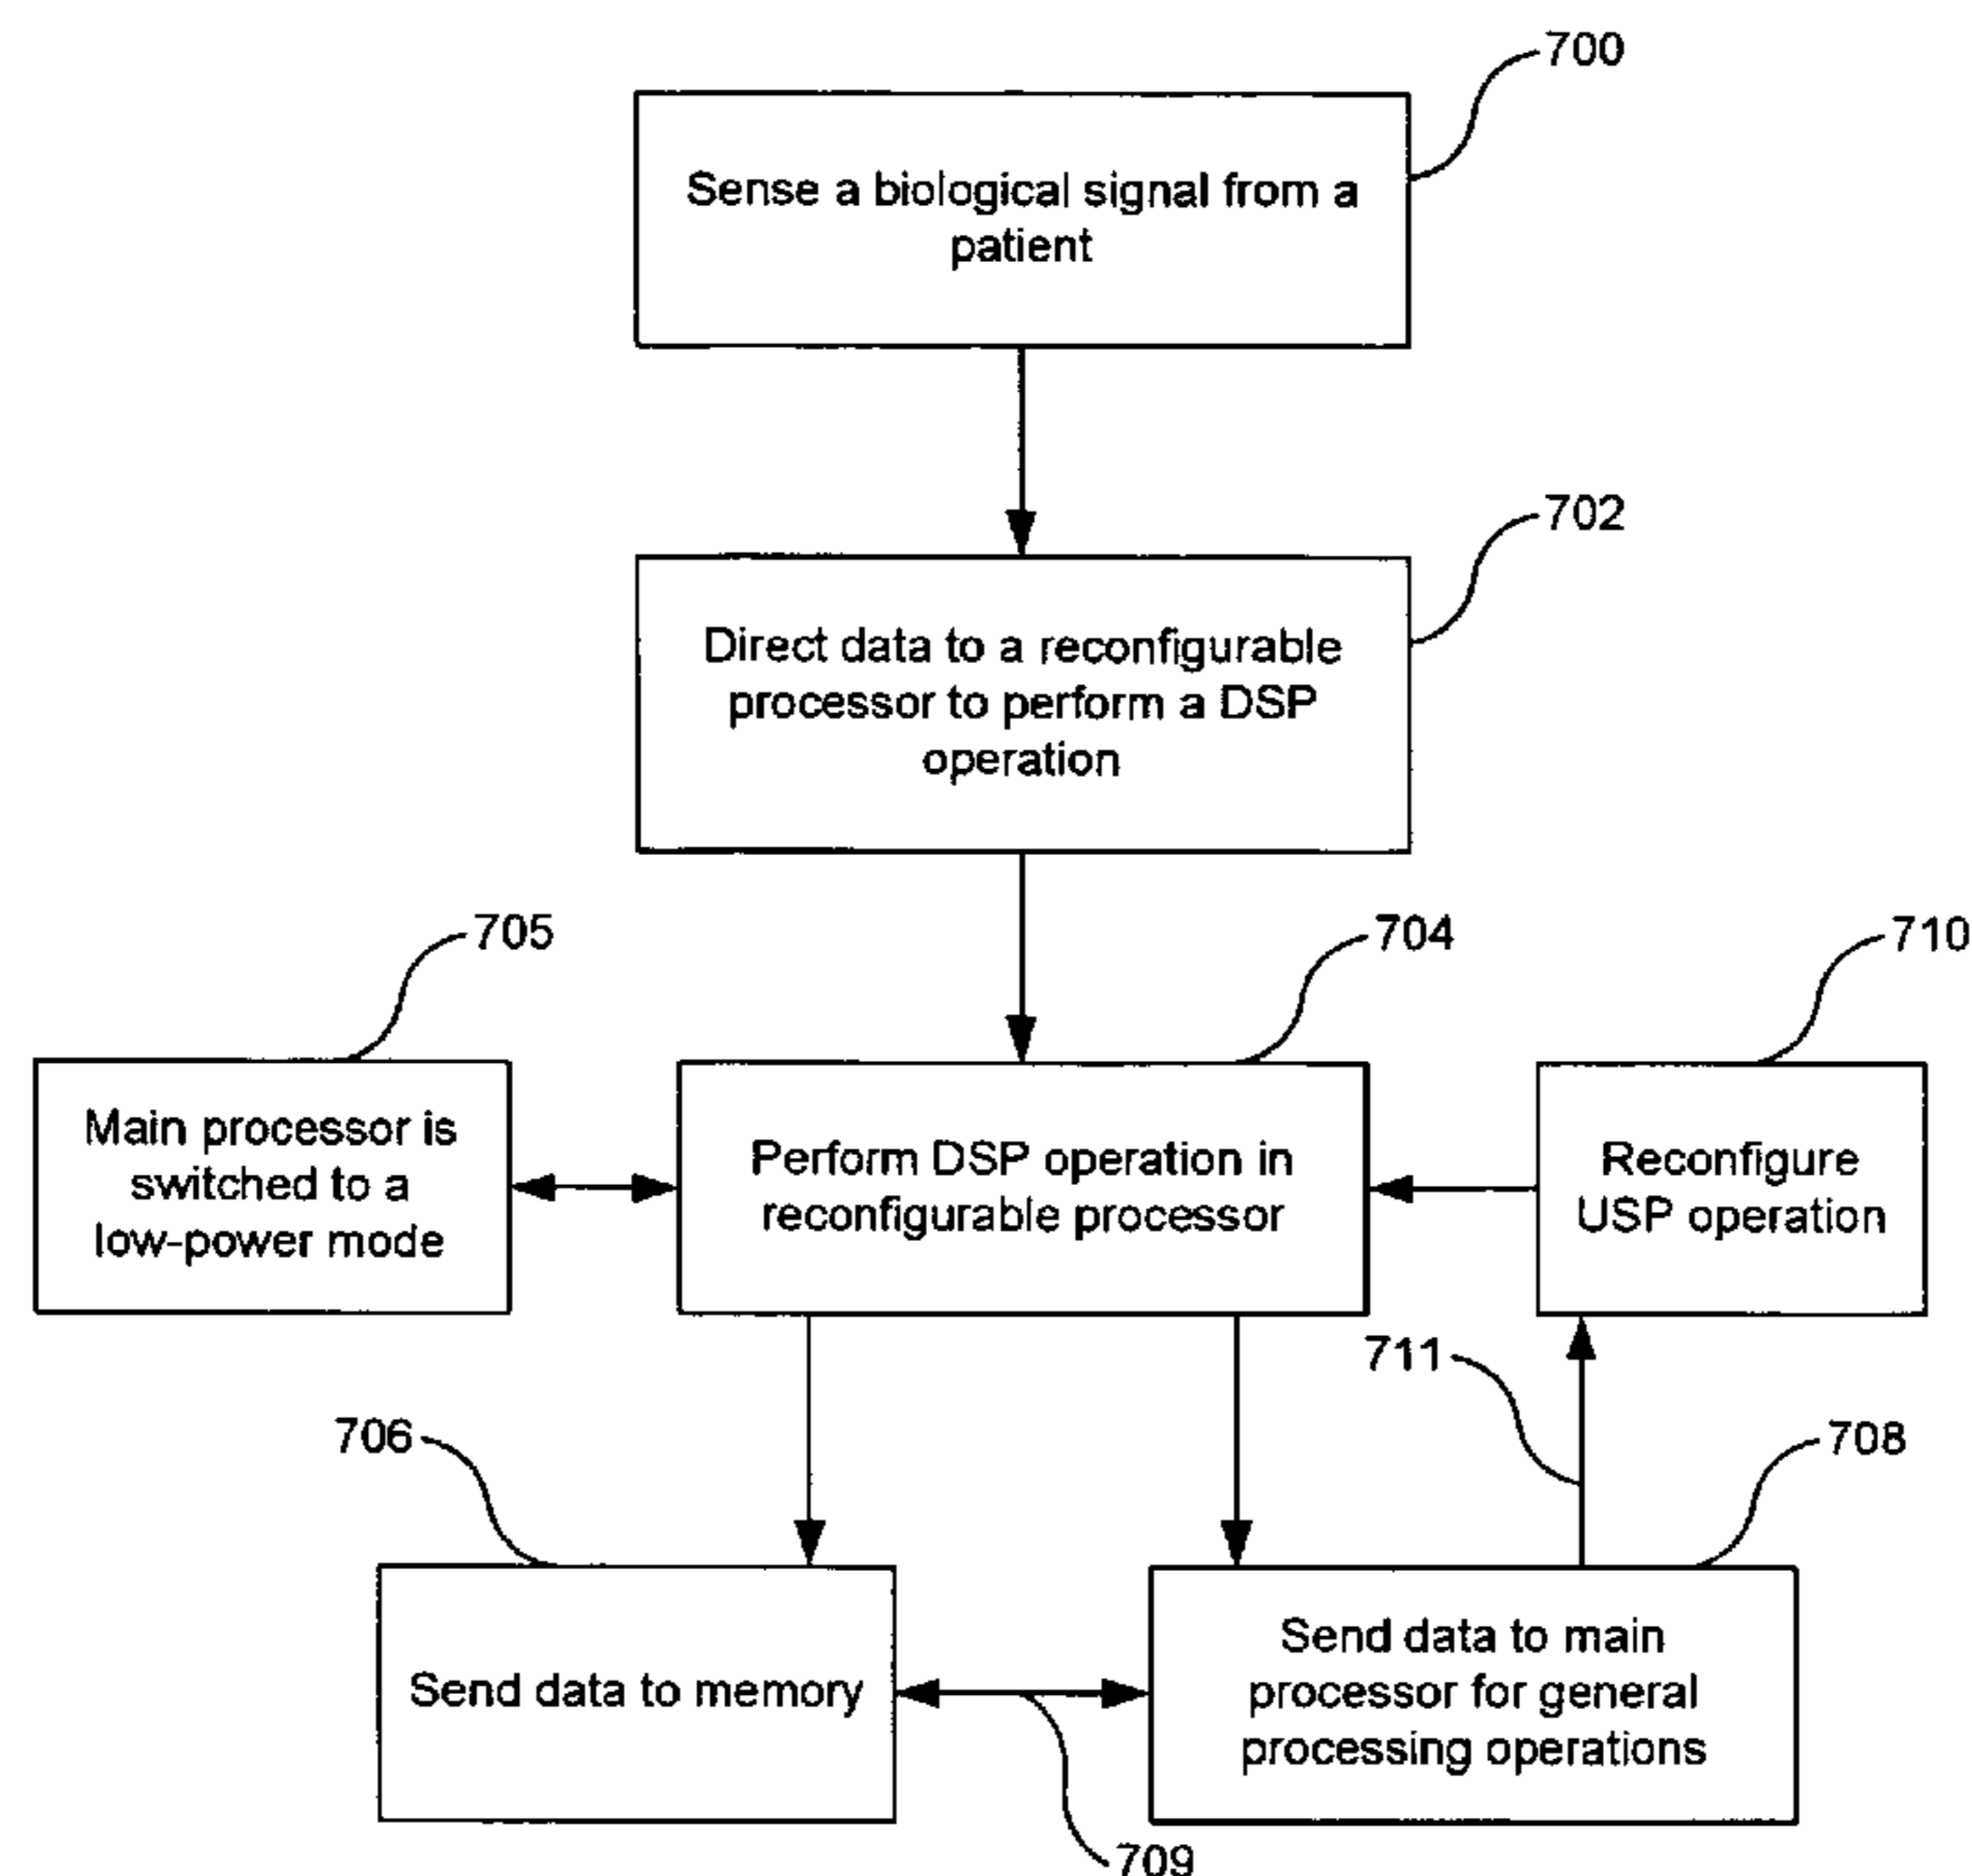 700
Sense a biological signal from a
patient
702
Direct data to a reconfigurable
processor to perform a DSP
operation
705
704
710
Main processor is
switched to a
low-power mode
Perform DSP operation in
reconfigurable processor
Reconfigure
USP operation
711
706
708
Send data to memory
Send data to main
processor for general
processing operations
709